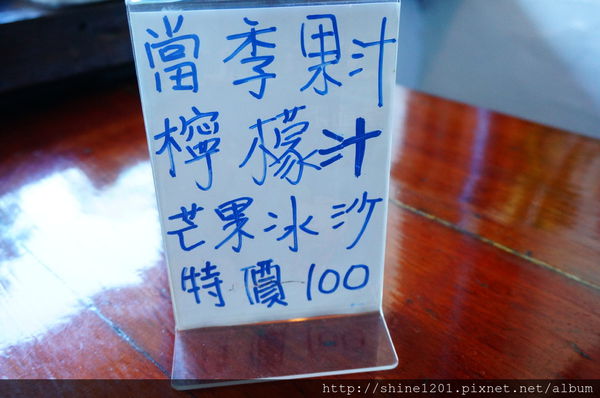 當季果汁
檸檬汁
芒果冰沙
特價100
http://shine1201.pixnet.net/album